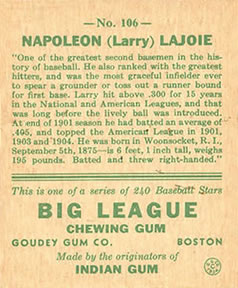 — No. 106 —
NAPOLEON (Larry) LAJOIE
"One of the greatest second basemen in the his-
tory of baseball. He also ranked with the greatest
hitters, and was the most graceful infielder ever
to spear a grounder or toss out a runner bound
for first base. Larry hit above .300 for 15 years
in the National and American Leagues, and that
was long before the lively ball was introduced.
At end of 1901 season he had batted an average of
.405, and topped the American League in 1901,
1903 and 1904. He was born in Woonsocket, R. I.,
September 5th, 1875—is 6 feet, 1 inch tall, weighs
195 pounds. Batted and threw right-handed."
This is one of a series of 240 Baseball Stars
BIG LEAGUE
CHEWING GUM
GOUDEY GUM CO. BOSTON
Made by the originators of
INDIAN GUM